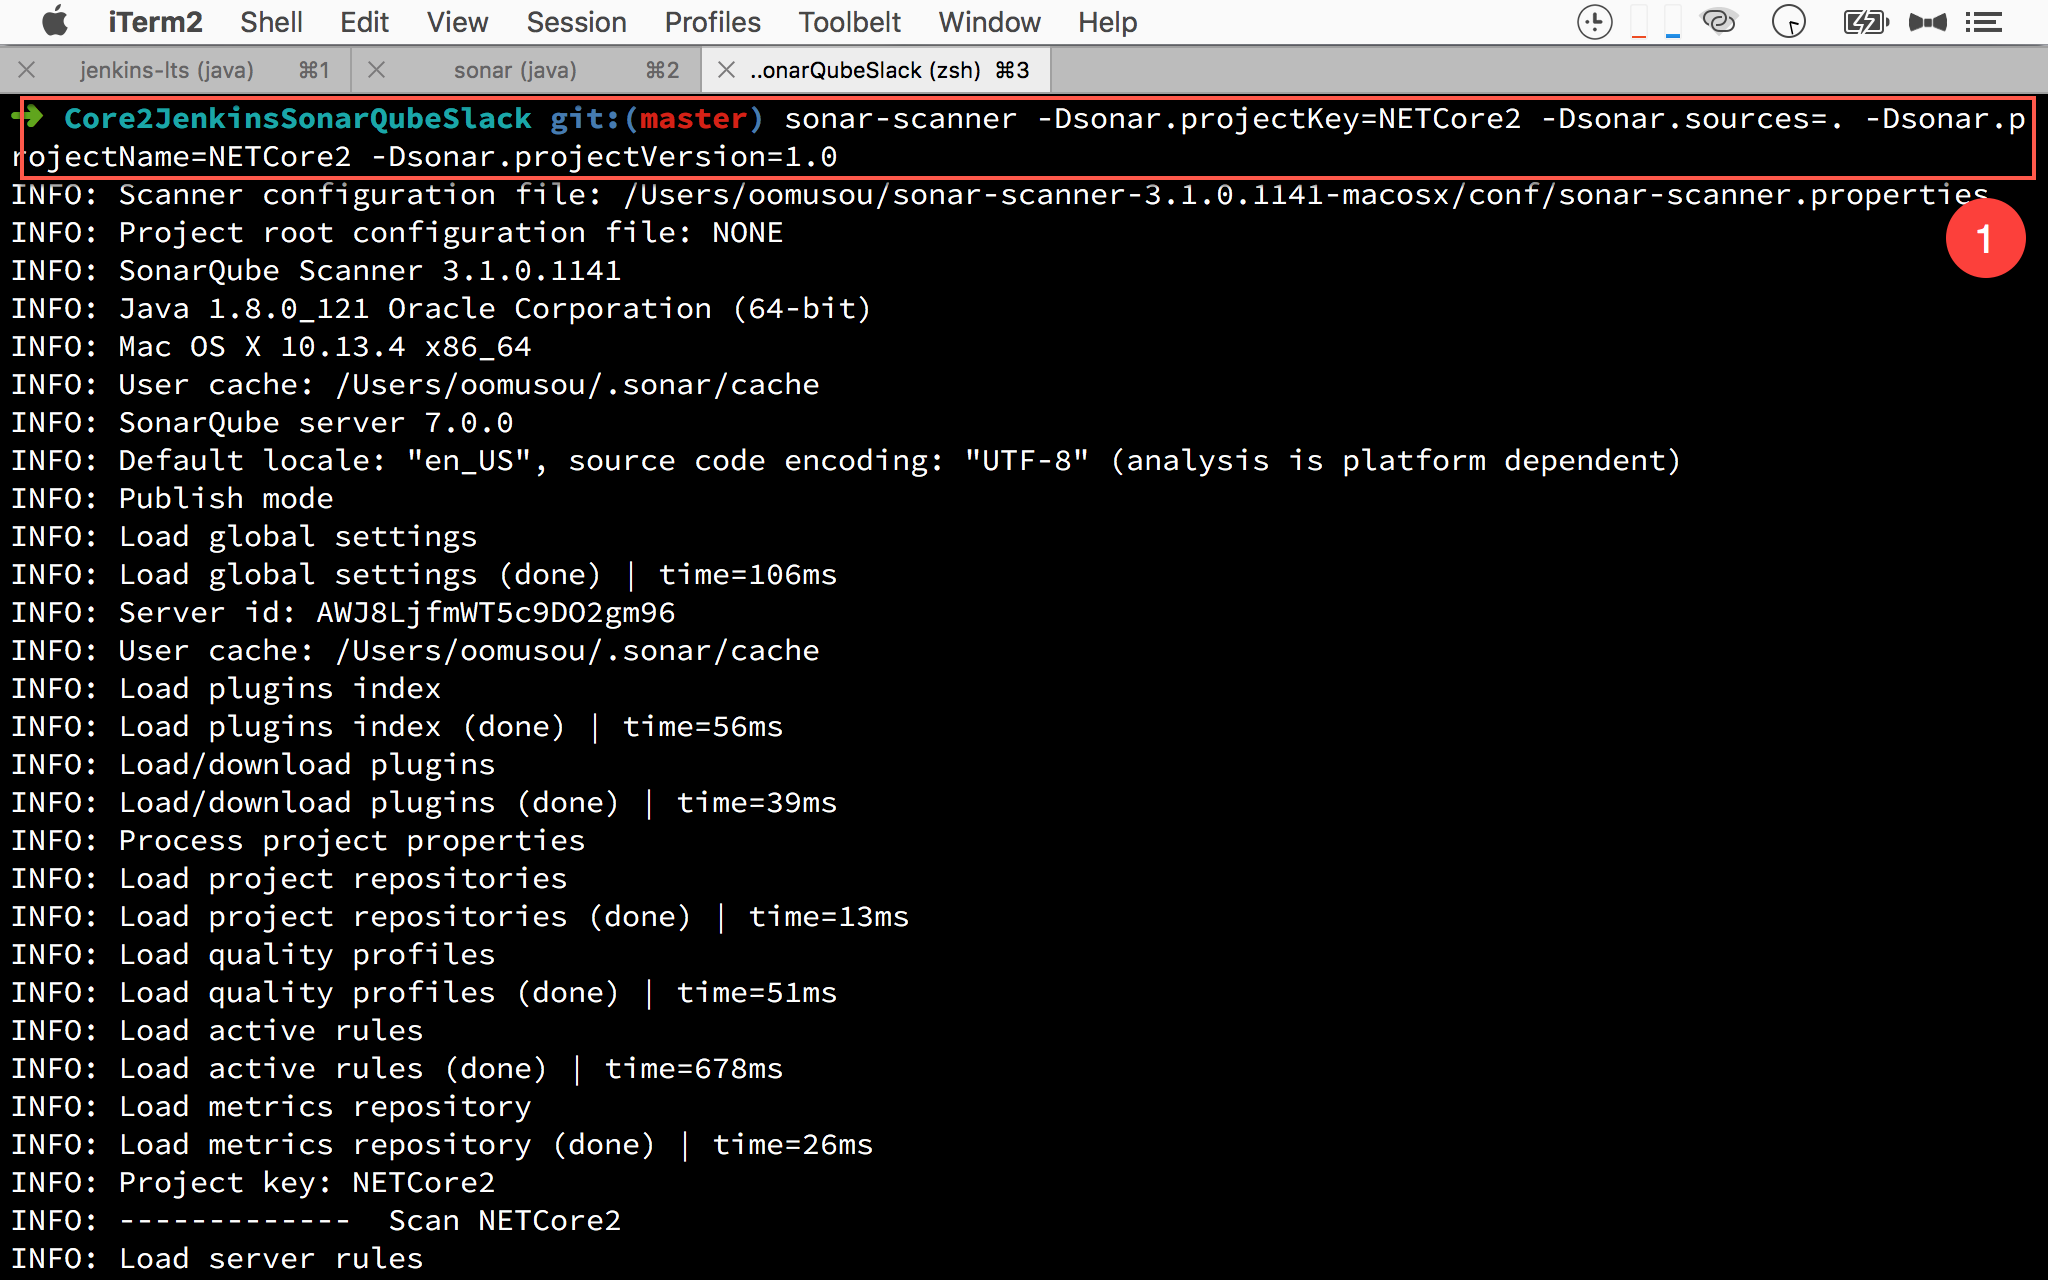 iTerm2 Shell Edit View Session Profiles Toolbelt Window Help
jenkins-lts (java) ⌘1 sonar (java) ⌘2 ..onarQubeSlack (zsh) ⌘3
➜ Core2JenkinsSonarQubeSlack git:(master) sonar-scanner -Dsonar.projectKey=NETCore2 -Dsonar.sources=. -Dsonar.p
rojectName=NETCore2 -Dsonar.projectVersion=1.0
INFO: Scanner configuration file: /Users/oomusou/sonar-scanner-3.1.0.1141-macosx/conf/sonar-scanner.properties
1
INFO: Project root configuration file: NONE
INFO: SonarQube Scanner 3.1.0.1141
INFO: Java 1.8.0_121 Oracle Corporation (64-bit)
INFO: Mac OS X 10.13.4 x86_64
INFO: User cache: /Users/oomusou/.sonar/cache
INFO: SonarQube server 7.0.0
INFO: Default locale: "en_US", source code encoding: "UTF-8" (analysis is platform dependent)
INFO: Publish mode
INFO: Load global settings
INFO: Load global settings (done) | time=106ms
INFO: Server id: AWJ8LjfmWT5c9DO2gm96
INFO: User cache: /Users/oomusou/.sonar/cache
INFO: Load plugins index
INFO: Load plugins index (done) | time=56ms
INFO: Load/download plugins
INFO: Load/download plugins (done) | time=39ms
INFO: Process project properties
INFO: Load project repositories
INFO: Load project repositories (done) | time=13ms
INFO: Load quality profiles
INFO: Load quality profiles (done) | time=51ms
INFO: Load active rules
INFO: Load active rules (done) | time=678ms
INFO: Load metrics repository
INFO: Load metrics repository (done) | time=26ms
INFO: Project key: NETCore2
INFO: -------------  Scan NETCore2
INFO: Load server rules